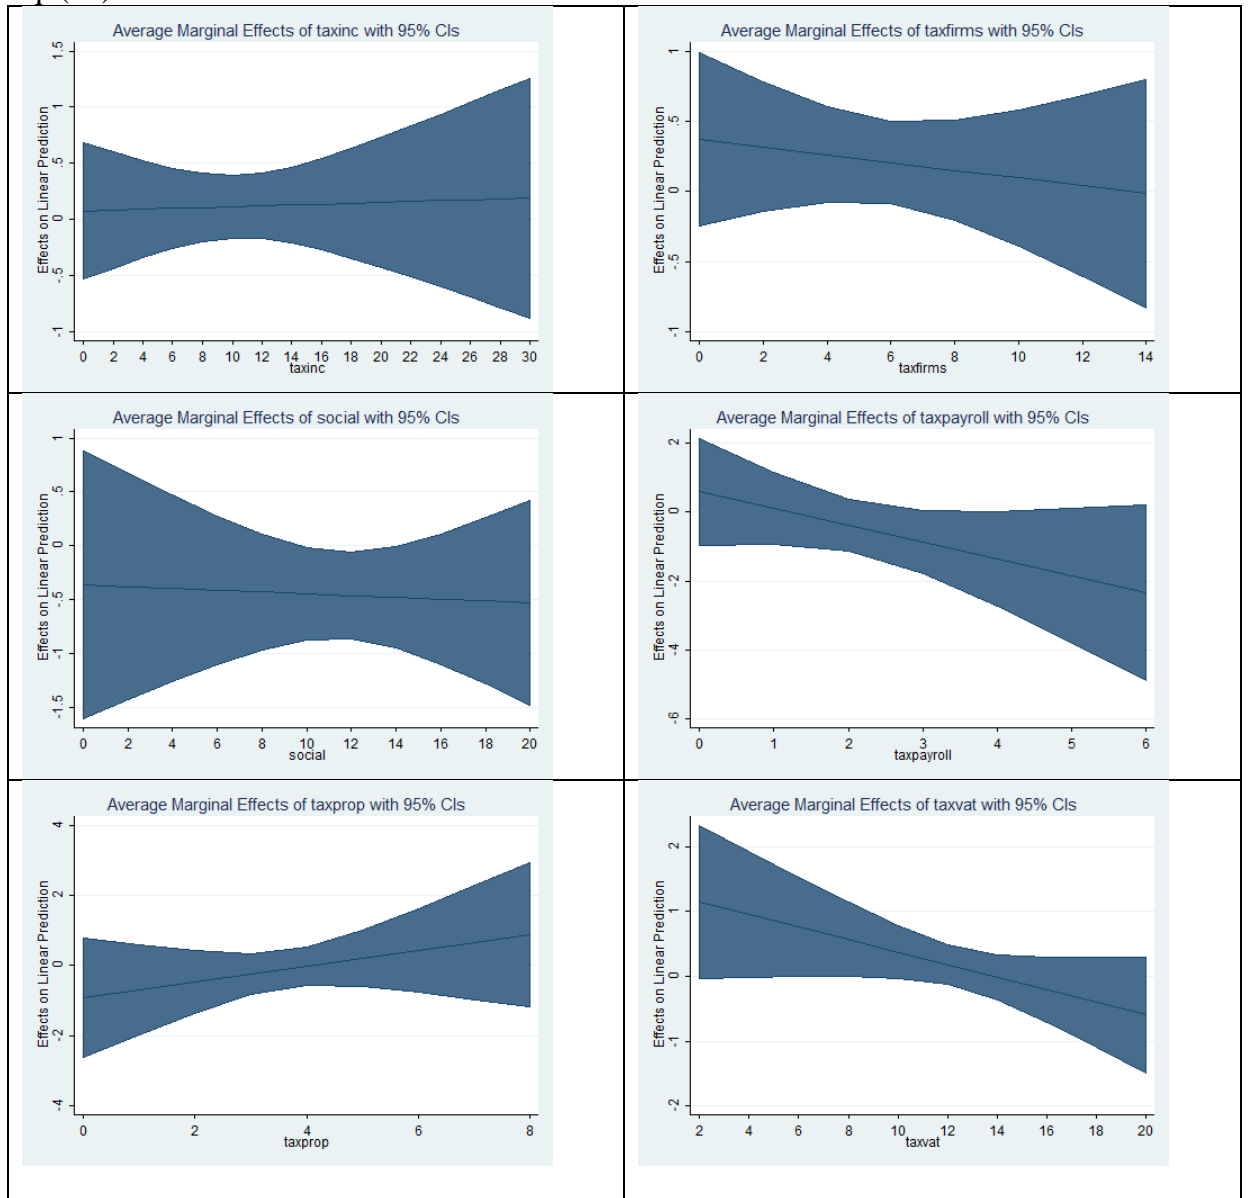 Average Marginal Effects of taxinc with 95% CIs
Effects on Linear Prediction
1.5
1
.5
0
-.5
-1
0 2 4 6 8 10 12 14 16 18 20 22 24 26 28 30
taxinc
Average Marginal Effects of taxfirms with 95% CIs
Effects on Linear Prediction
1
.5
0
-.5
-1
0 2 4 6 8 10 12 14
taxfirms
Average Marginal Effects of social with 95% CIs
Effects on Linear Prediction
1
.5
0
-.5
-1
-1.5
0 2 4 6 8 10 12 14 16 18 20
social
Average Marginal Effects of taxpayroll with 95% CIs
Effects on Linear Prediction
2
0
-2
-4
-6
0 1 2 3 4 5 6
taxpayroll
Average Marginal Effects of taxprop with 95% CIs
Effects on Linear Prediction
4
2
0
-2
-4
0 2 4 6 8
taxprop
Average Marginal Effects of taxvat with 95% CIs
Effects on Linear Prediction
2
1
0
-1
-2
2 4 6 8 10 12 14 16 18 20
taxvat